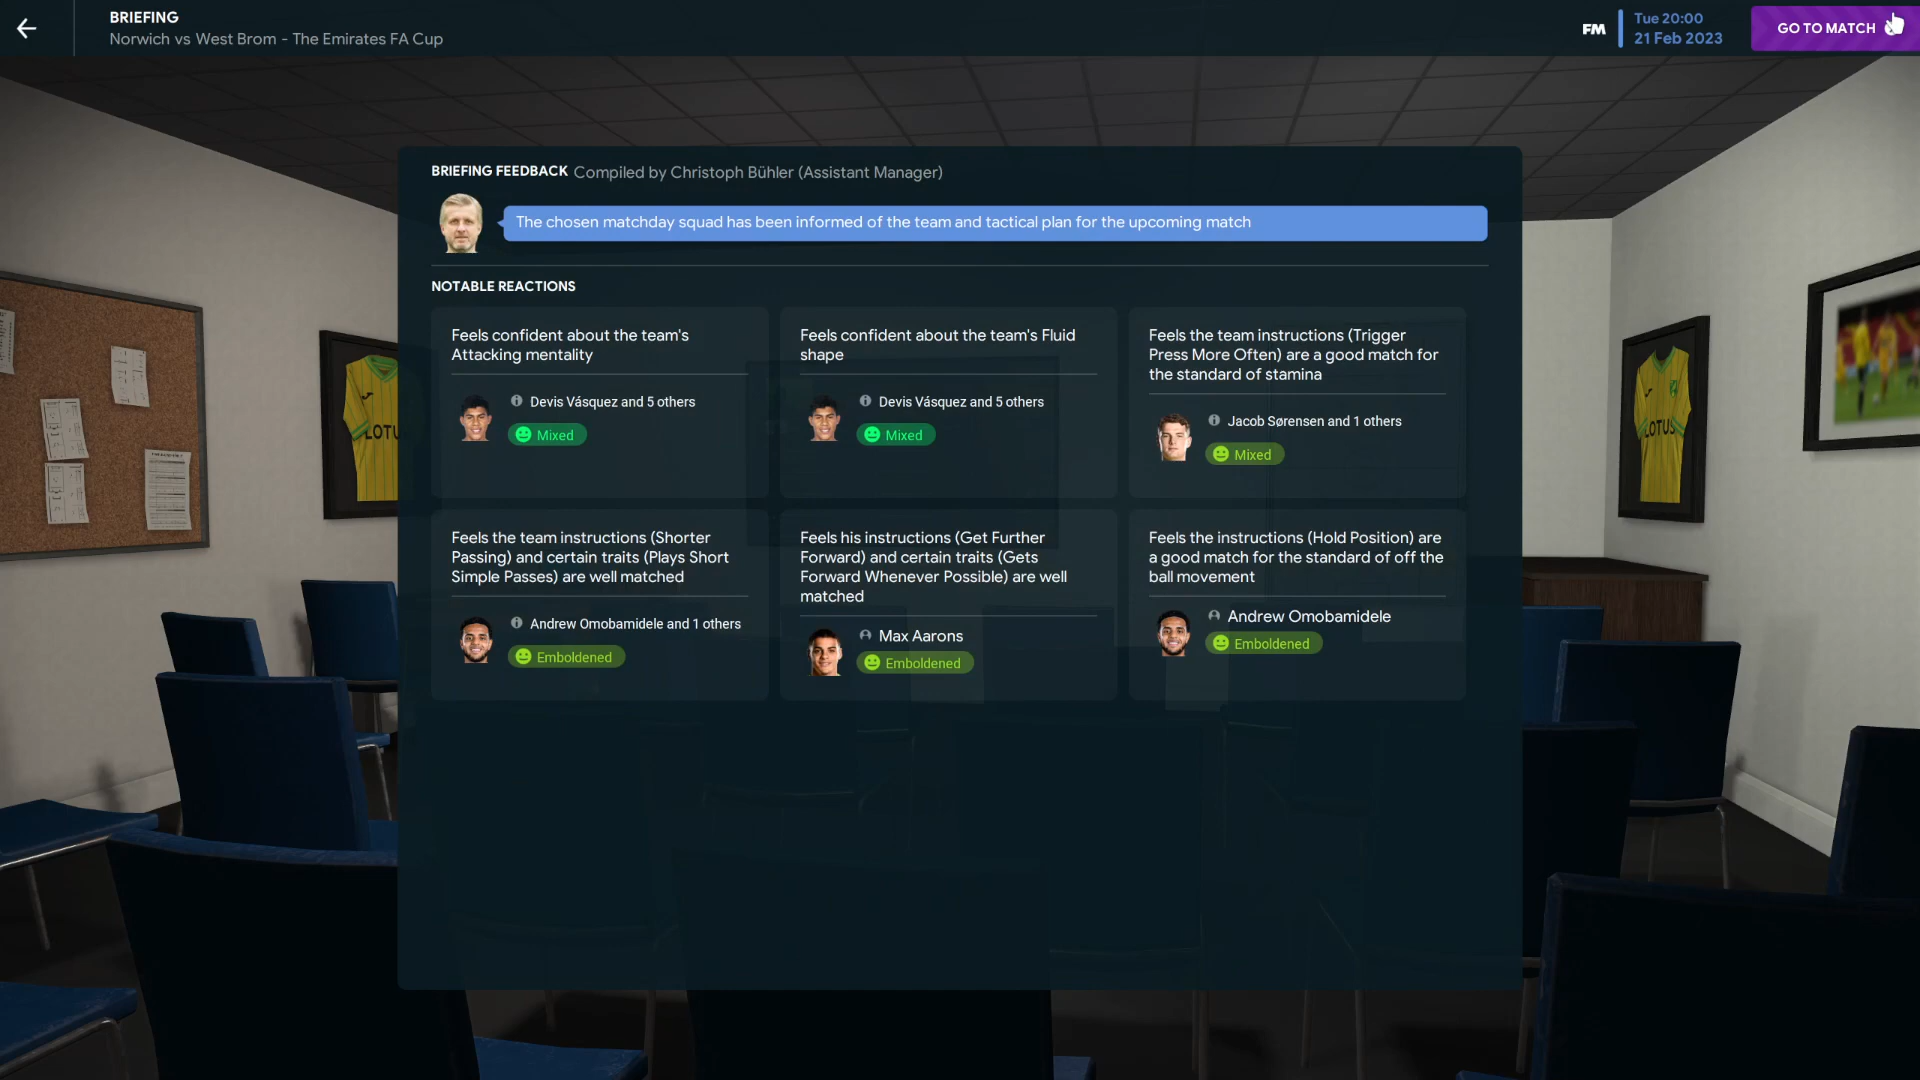 BRIEFING
Norwich vs West Brom - The Emirates FA Cup
FM
Tue 20:00
21 Feb 2023
GO TO MATCH
BRIEFING FEEDBACK Compiled by Christoph Bühler (Assistant Manager)
The chosen matchday squad has been informed of the team and tactical plan for the upcoming match
NOTABLE REACTIONS
Feels confident about the team's
Attacking mentality
Devis Vásquez and 5 others
Mixed
Feels confident about the team's Fluid
shape
Devis Vásquez and 5 others
Mixed
Feels the team instructions (Trigger
Press More Often) are a good match for
the standard of stamina
Jacob Sørensen and 1 others
Mixed
Feels the team instructions (Shorter
Passing) and certain traits (Plays Short
Simple Passes) are well matched
Andrew Omobamidele and 1 others
Emboldened
Feels his instructions (Get Further
Forward) and certain traits (Gets
Forward Whenever Possible) are well
matched
Max Aarons
Emboldened
Feels the instructions (Hold Position) are
a good match for the standard of off the
ball movement
Andrew Omobamidele
Emboldened
LOTUS